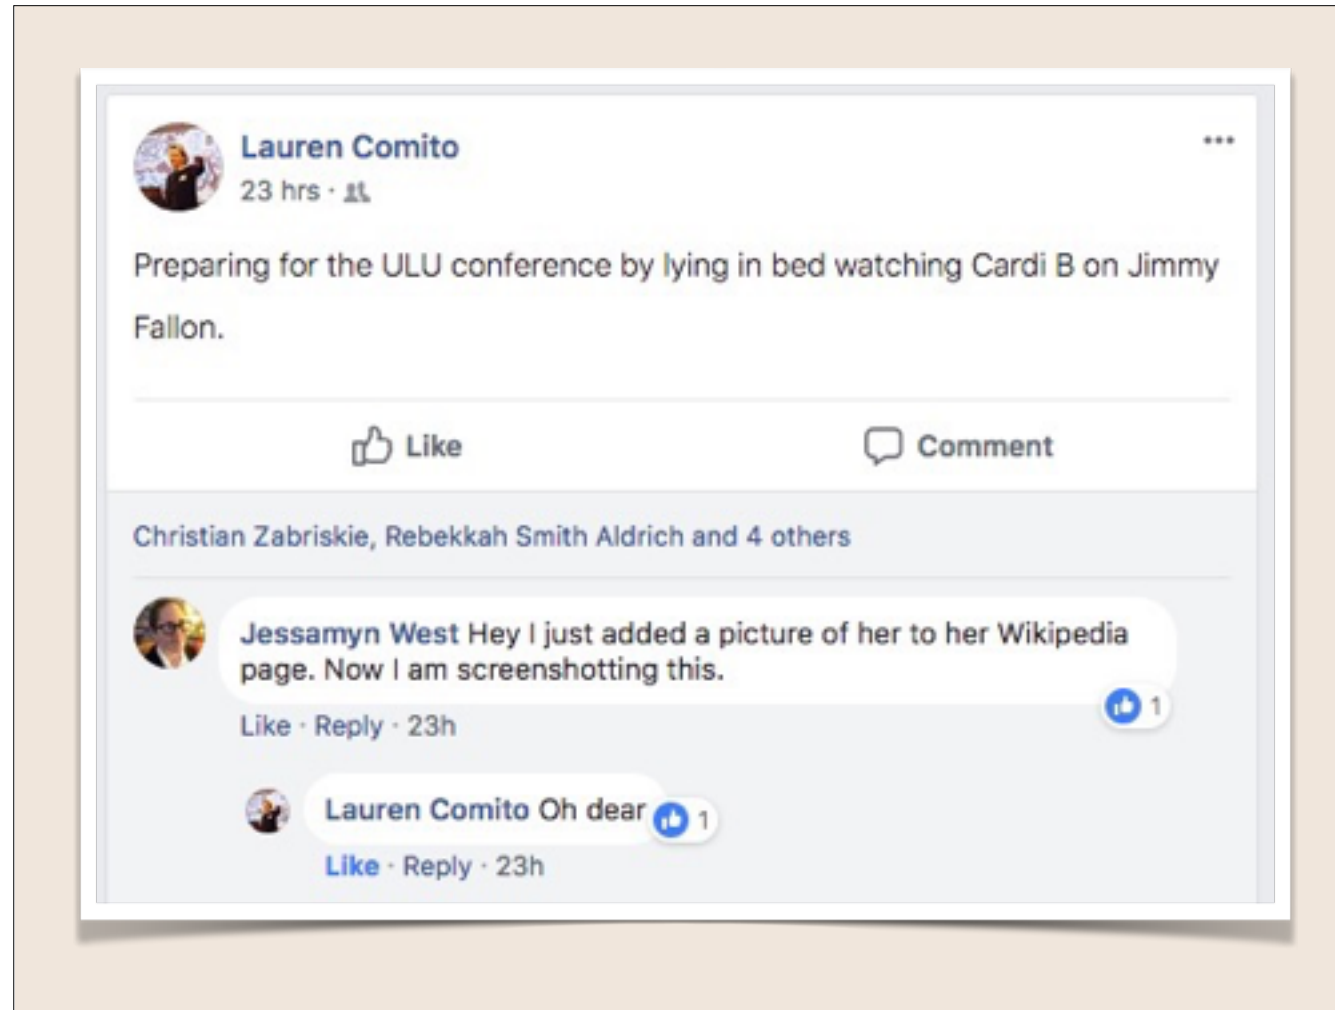 Lauren Comito
23 hrs ·
Preparing for the ULU conference by lying in bed watching Cardi B on Jimmy
Fallon.
Like
Comment
Christian Zabriskie, Rebekkah Smith Aldrich and 4 others
Jessamyn West Hey I just added a picture of her to her Wikipedia
page. Now I am screenshotting this.
1
Like · Reply · 23h
Lauren Comito Oh dear
1
Like · Reply · 23h